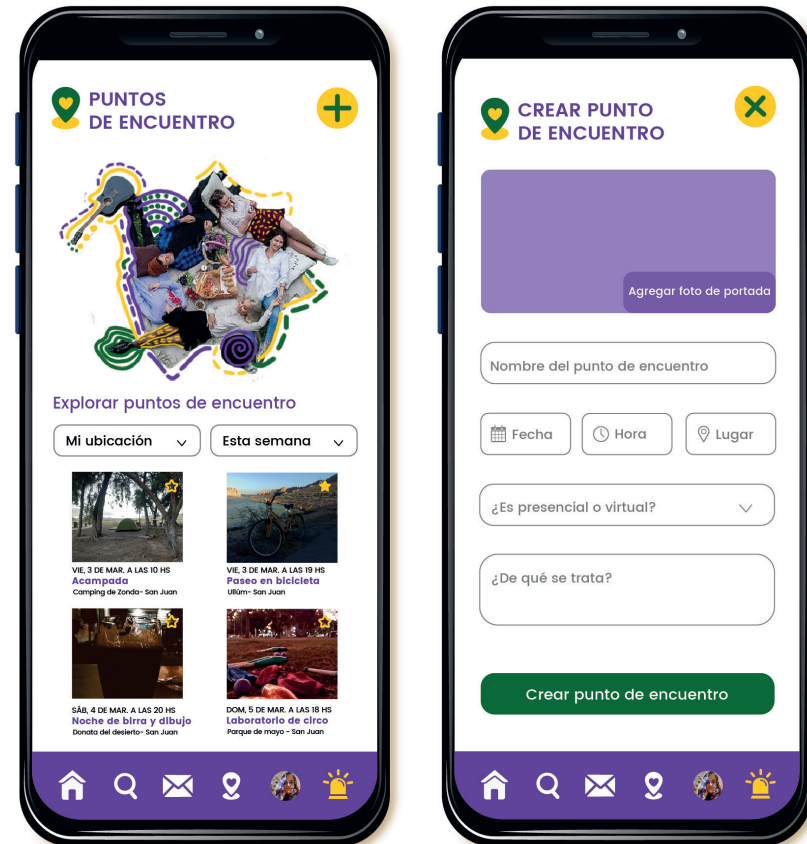 PUNTOS
DE ENCUENTRO
Explorar puntos de encuentro
Mi ubicación
Esta semana
VIE, 3 DE MAR. A LAS 10 HS
Acampada
Camping de Zonda- San Juan
VIE, 3 DE MAR. A LAS 19 HS
Paseo en bicicleta
Ullúm- San Juan
SÁB, 4 DE MAR. A LAS 20 HS
Noche de birra y dibujo
Donata del desierto- San Juan
DOM, 5 DE MAR. A LAS 18 HS
Laboratorio de circo
Parque de mayo - San Juan
CREAR PUNTO
DE ENCUENTRO
Agregar foto de portada
Nombre del punto de encuentro
Fecha
Hora
Lugar
¿Es presencial o virtual?
¿De qué se trata?
Crear punto de encuentro